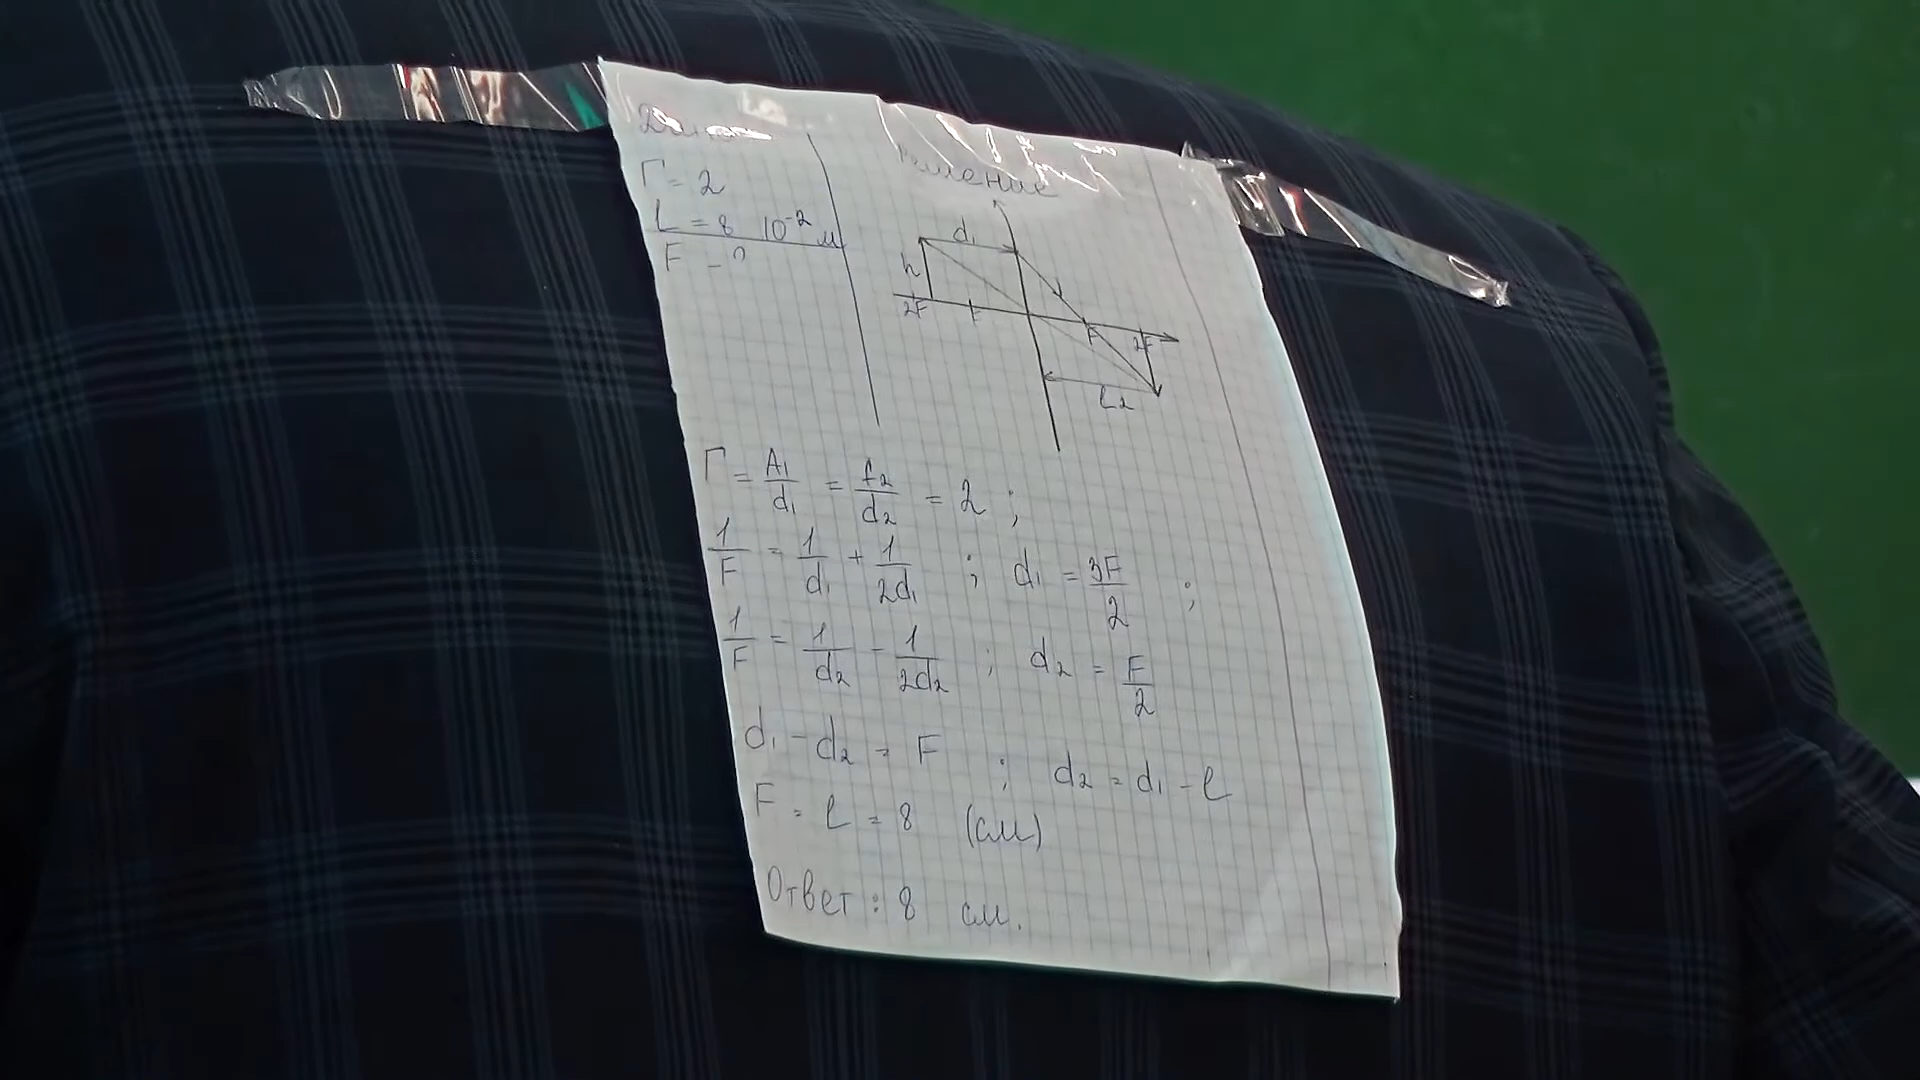 Решение
Г = 2
L = 8 10⁻² м
F - ?
d₁
h
2F F F 2F
L₂
Г = A₁/d₁ = f₂/d₂ = 2 ;
1/F = 1/d₁ + 1/2d₁ ; d₁ = 3F/2 ;
1/F = 1/d₂ - 1/2d₂ ; d₂ = F/2
d₁ - d₂ = F ; d₂ = d₁ - l
F = l = 8 (см)
Ответ : 8 см.